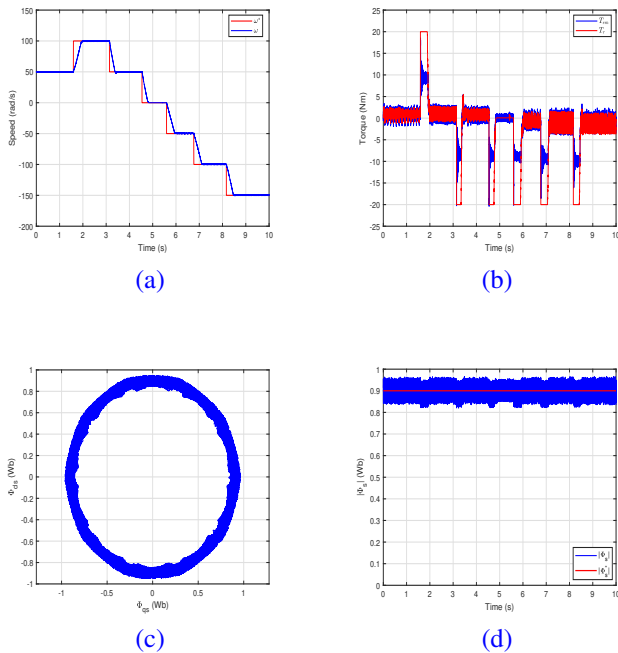 150
100
50
0
-50
-100
-150
-200
Speed (rad/s)
0 1 2 3 4 5 6 7 8 9 10
Time (s)
ω*
ω
(a)
25
20
15
10
5
0
-5
-10
-15
-20
-25
Torque (Nm)
0 1 2 3 4 5 6 7 8 9 10
Time (s)
(b)
1
0.8
0.6
0.4
0.2
0
-0.2
-0.4
-0.6
-0.8
-1
Φds (Wb)
-1 -0.5 0 0.5 1
Φqs (Wb)
(c)
1
0.9
0.8
0.7
0.6
0.5
0.4
0.3
0.2
0.1
0
|Φs| (Wb)
0 1 2 3 4 5 6 7 8 9 10
Time (s)
|Φs|
|Φs*|
(d)